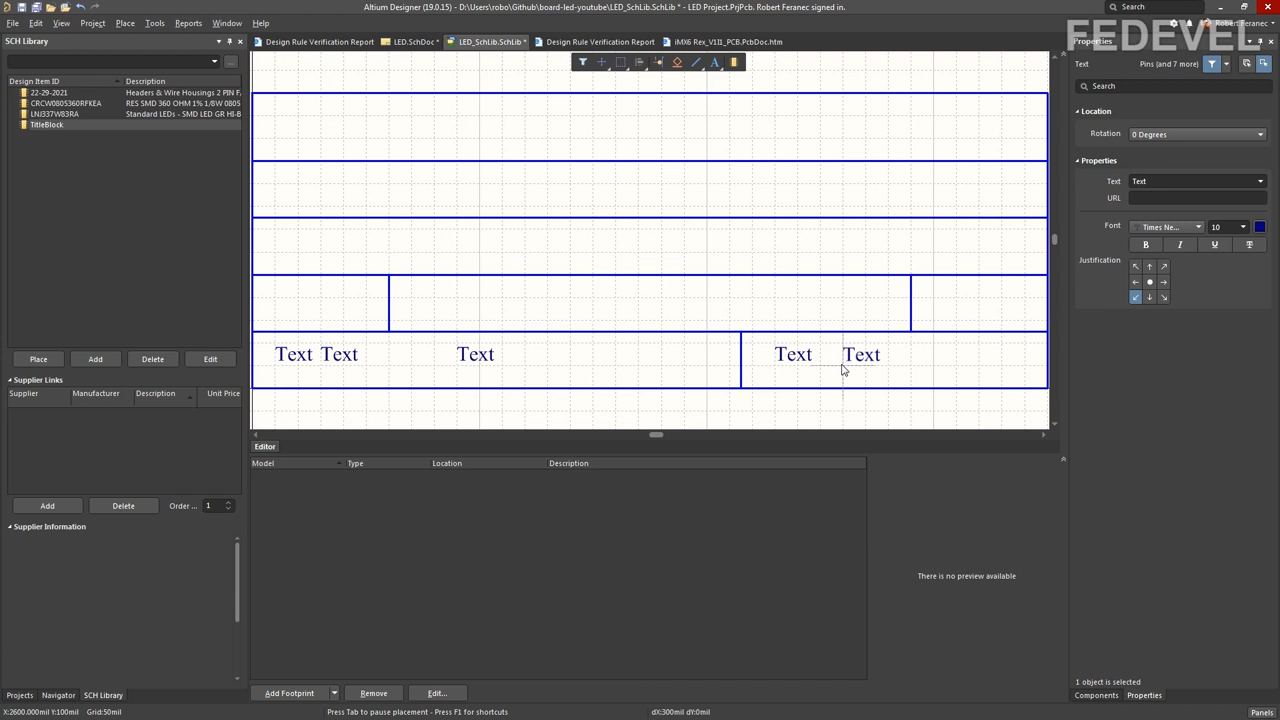 Altium Designer (19.0.15) - C:\Users\robo\Github\board-led-youtube\LED_SchLib.SchLib * - LED Project.PrjPcb. Robert Feranec signed in.
Search
File Edit View Project Place Tools Reports Window Help
Robert Feranec
FEDEVEL
SCH Library
Design Rule Verification Report
LED.SchDoc *
LED_SchLib.SchLib *
Design Rule Verification Report
iMX6 Rex_V1I1_PCB.PcbDoc.htm
Properties
Text Pins (and 7 more)
...
Search
Design Item ID Description
22-29-2021 Headers & Wire Housings 2 PIN F
CRCW0805360RFKEA RES SMD 360 OHM 1% 1/8W 0805
LNJ337W83RA Standard LEDs - SMD LED GR HI-B
TitleBlock
Location
Rotation 0 Degrees
Properties
Text Text
URL
Font Times Ne... 10
B I U T
Justification
Text Text Text Text Text
Place Add Delete Edit
Supplier Links
Supplier Manufacturer Description Unit Price
Add Delete Order ... 1
Supplier Information
Editor
Model Type Location Description
There is no preview available
Add Footprint Remove Edit...
1 object is selected
Projects Navigator SCH Library
Components Properties
X:2600.000mil Y:100mil Grid:50mil Press Tab to pause placement - Press F1 for shortcuts dX:300mil dY:0mil Panels